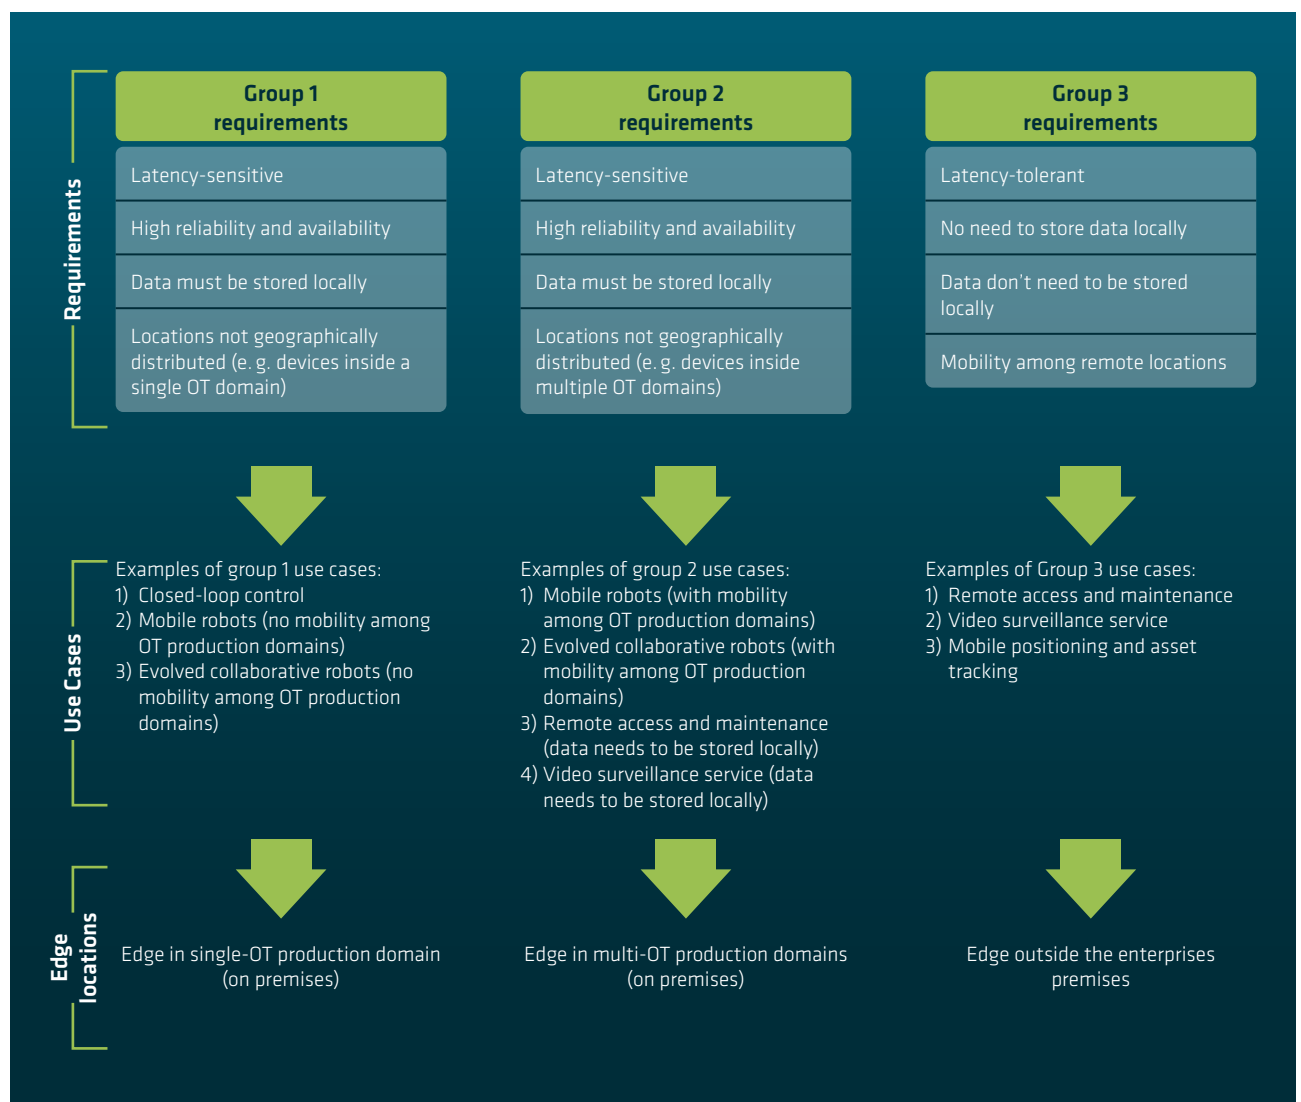 Requirements
Group 1
requirements
Latency-sensitive
High reliability and availability
Data must be stored locally
Locations not geographically
distributed (e. g. devices inside a
single OT domain)
Group 2
requirements
Latency-sensitive
High reliability and availability
Data must be stored locally
Locations not geographically
distributed (e. g. devices inside
multiple OT domains)
Group 3
requirements
Latency-tolerant
No need to store data locally
Data don't need to be stored
locally
Mobility among remote locations
Use Cases
Examples of group 1 use cases:
1) Closed-loop control
2) Mobile robots (no mobility among
OT production domains)
3) Evolved collaborative robots (no
mobility among OT production
domains)
Examples of group 2 use cases:
1) Mobile robots (with mobility
among OT production domains)
2) Evolved collaborative robots (with
mobility among OT production
domains)
3) Remote access and maintenance
(data needs to be stored locally)
4) Video surveillance service (data
needs to be stored locally)
Examples of Group 3 use cases:
1) Remote access and maintenance
2) Video surveillance service
3) Mobile positioning and asset
tracking
Edge
locations
Edge in single-OT production domain
(on premises)
Edge in multi-OT production domains
(on premises)
Edge outside the enterprises
premises